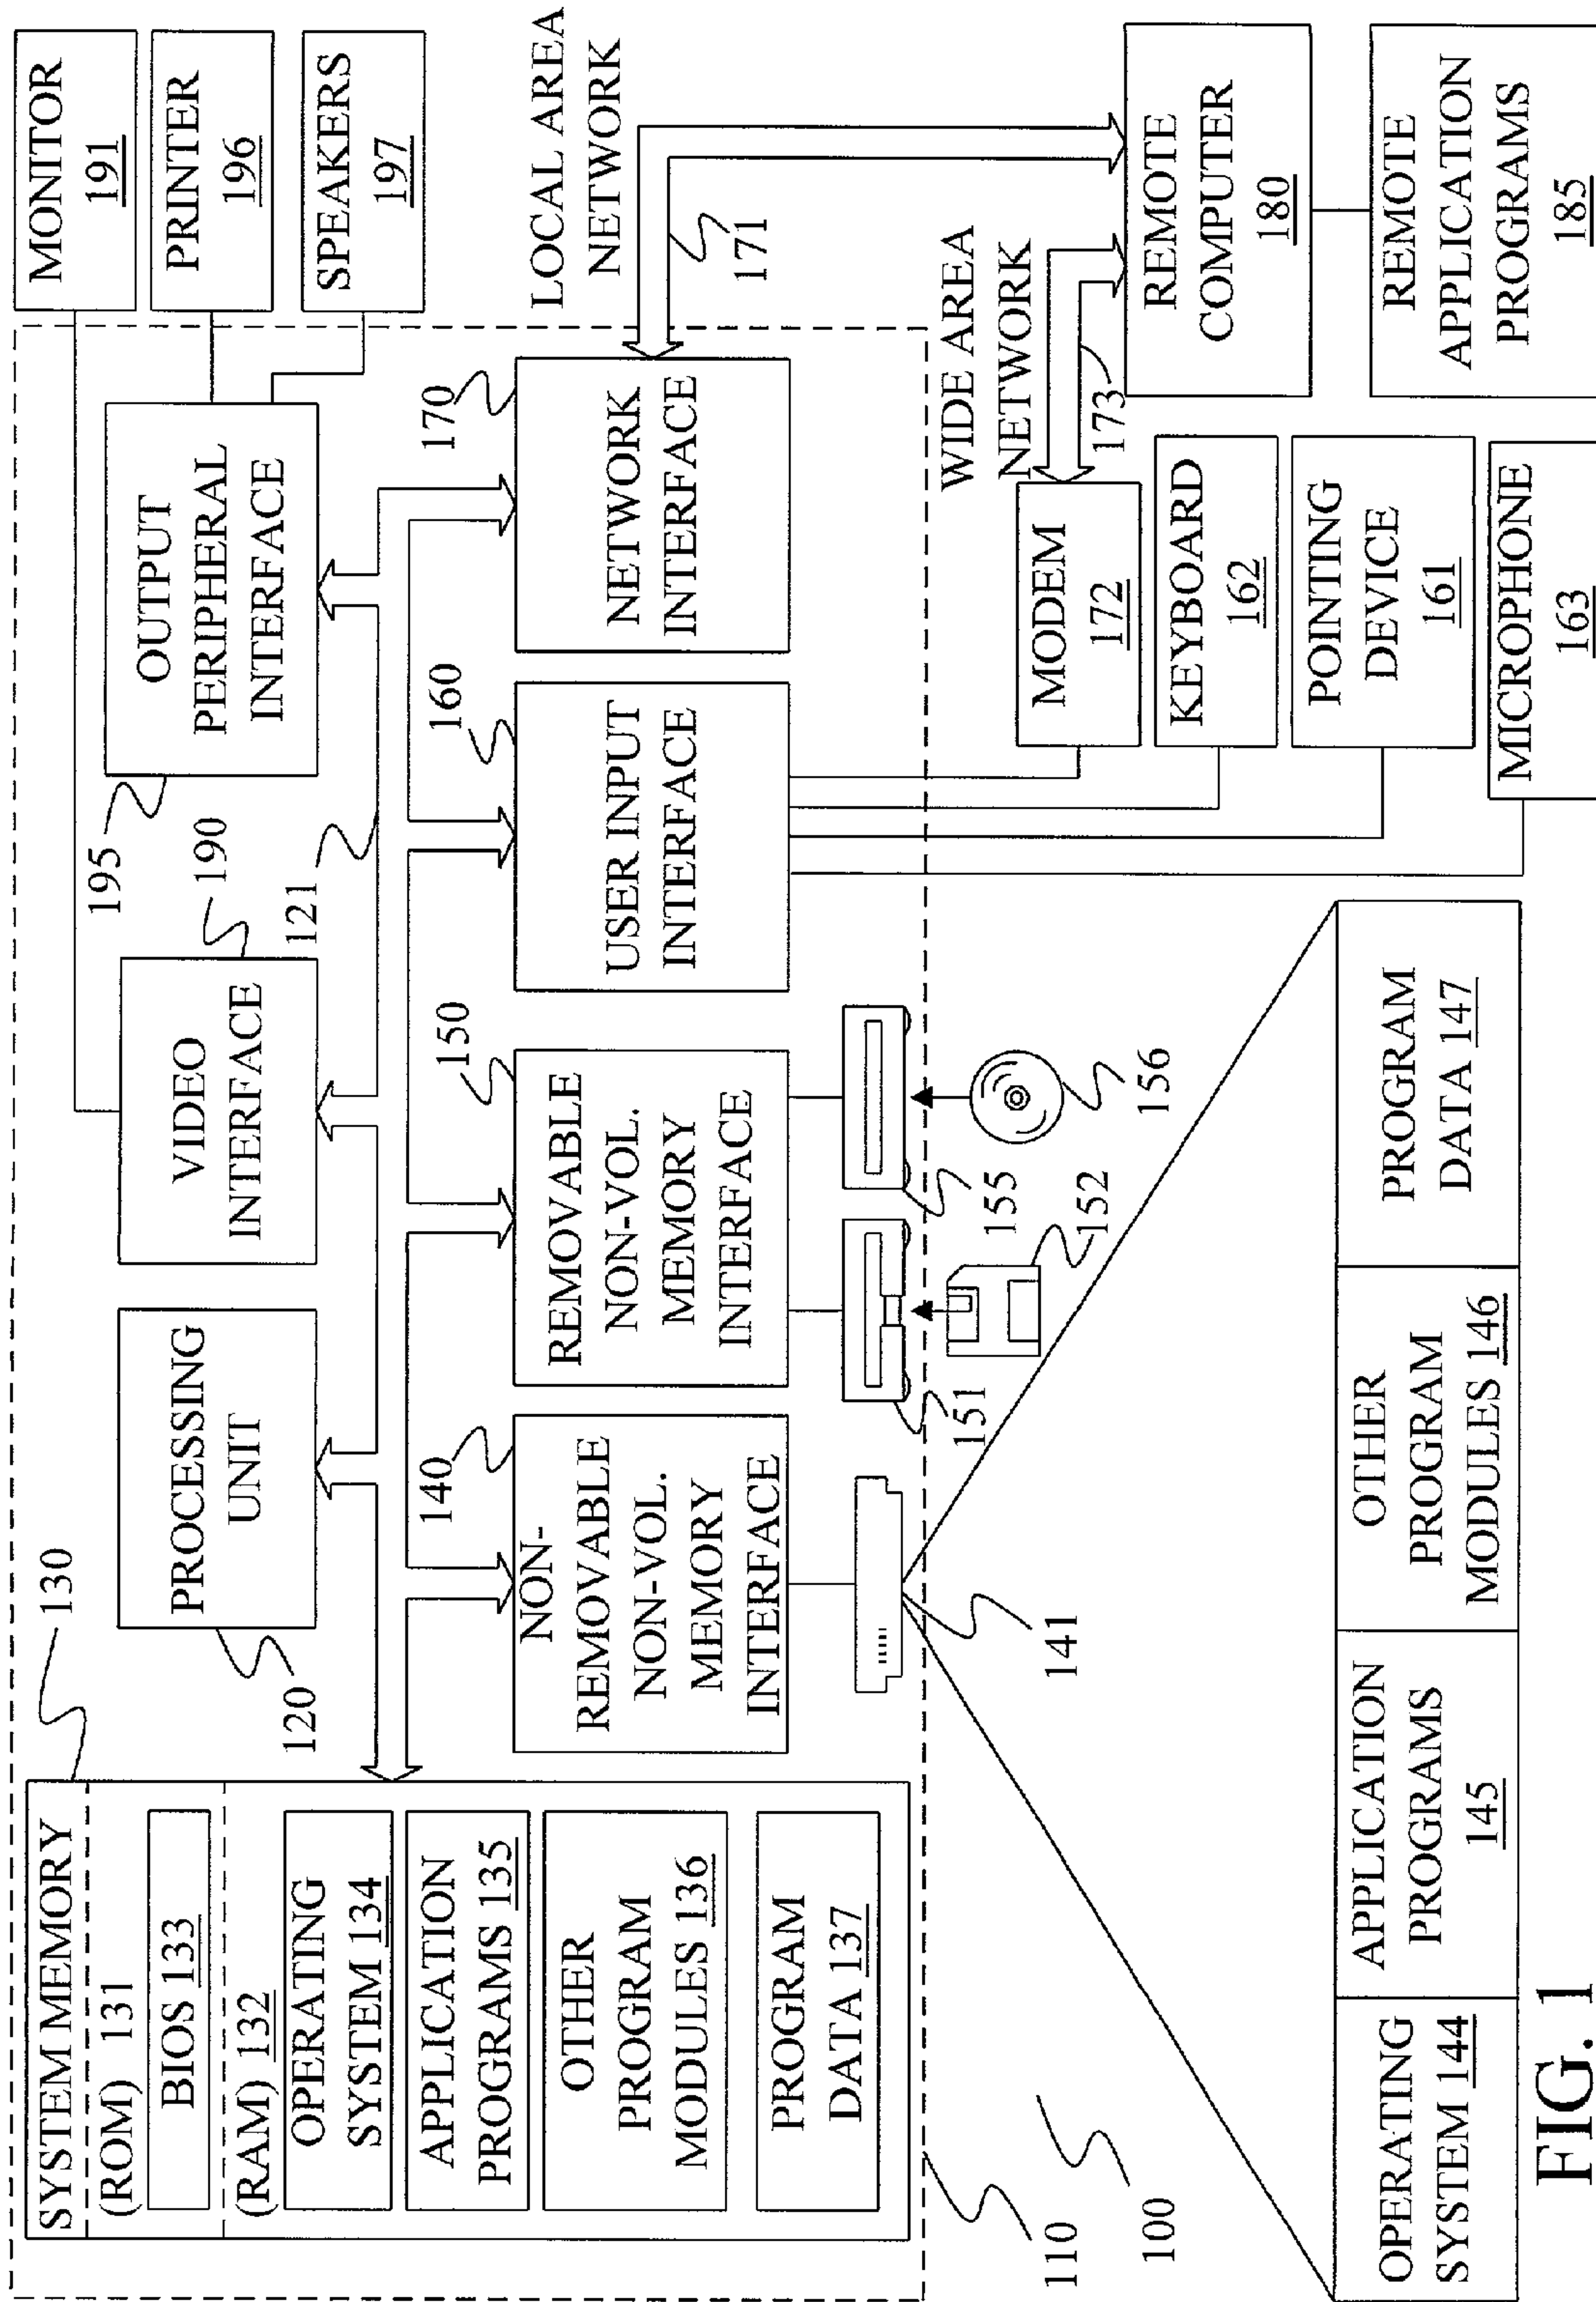 SYSTEM MEMORY
(ROM) 131
BIOS 133
(RAM) 132
OPERATING
SYSTEM 134
APPLICATION
PROGRAMS 135
OTHER
PROGRAM
MODULES 136
PROGRAM
DATA 137
130
PROCESSING
UNIT
120
VIDEO
INTERFACE
190
121
OUTPUT
PERIPHERAL
INTERFACE
195
MONITOR
191
PRINTER
196
SPEAKERS
197
NON-
REMOVABLE
NON-VOL.
MEMORY
INTERFACE
140
REMOVABLE
NON-VOL.
MEMORY
INTERFACE
150
USER INPUT
INTERFACE
160
NETWORK
INTERFACE
170
LOCAL AREA
NETWORK
171
141
151
152
155
156
WIDE AREA
NETWORK
173
MODEM
172
KEYBOARD
162
POINTING
DEVICE
161
MICROPHONE
163
REMOTE
COMPUTER
180
REMOTE
APPLICATION
PROGRAMS
185
110
100
OPERATING
SYSTEM 144
APPLICATION
PROGRAMS
145
OTHER
PROGRAM
MODULES 146
PROGRAM
DATA 147
FIG. 1